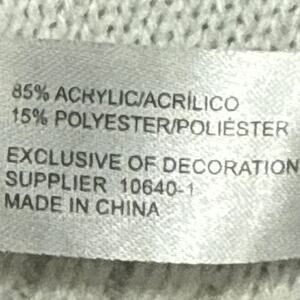 85% ACRYLIC/ACRÍLICO
15% POLYESTER/POLIÉSTER
EXCLUSIVE OF DECORATION
SUPPLIER 10640-1
MADE IN CHINA